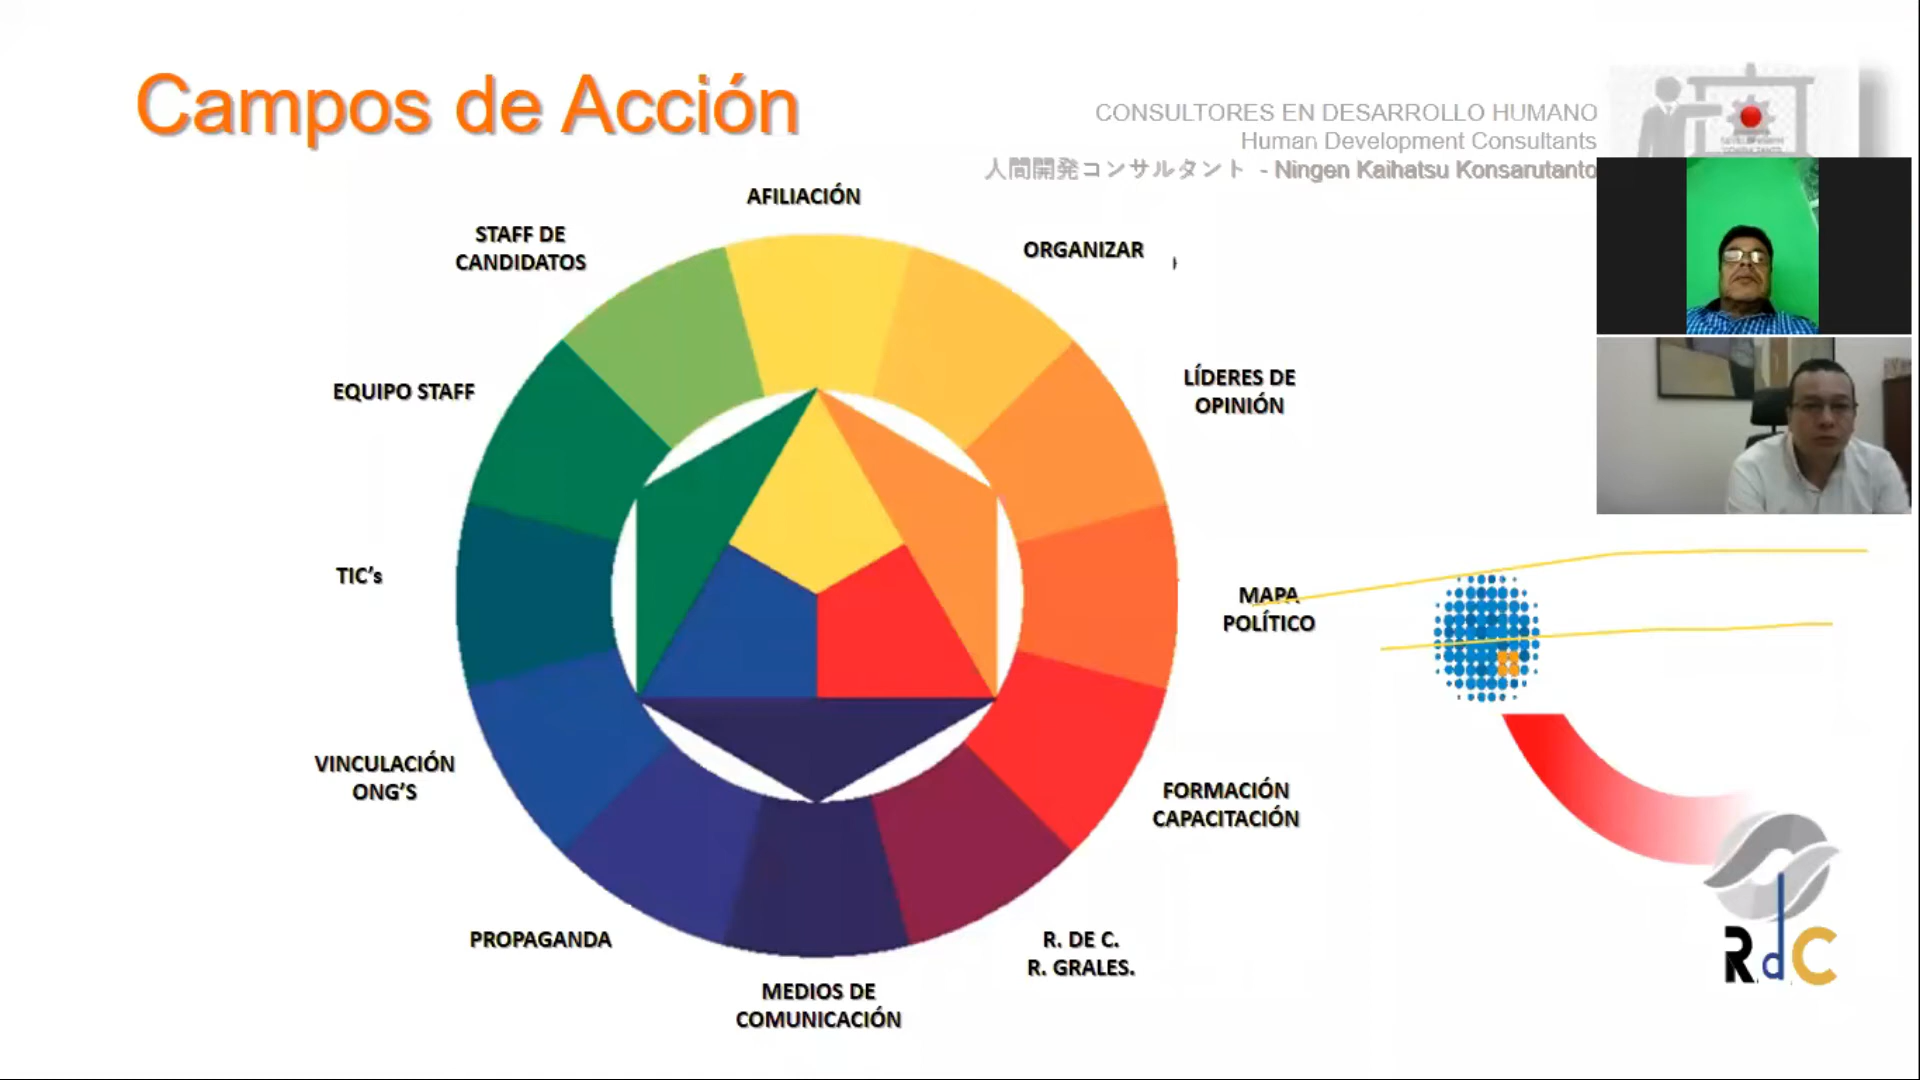 Campos de Acción
CONSULTORES EN DESARROLLO HUMANO
Human Development Consultants
人間開発コンサルタント - Ningen Kaihatsu Konsarutanto
AFILIACIÓN
STAFF DE
CANDIDATOS
ORGANIZAR
EQUIPO STAFF
LÍDERES DE
OPINIÓN
TIC's
MAPA
POLÍTICO
VINCULACIÓN
ONG'S
FORMACIÓN
CAPACITACIÓN
PROPAGANDA
R. DE C.
R. GRALES.
MEDIOS DE
COMUNICACIÓN
R.d.C